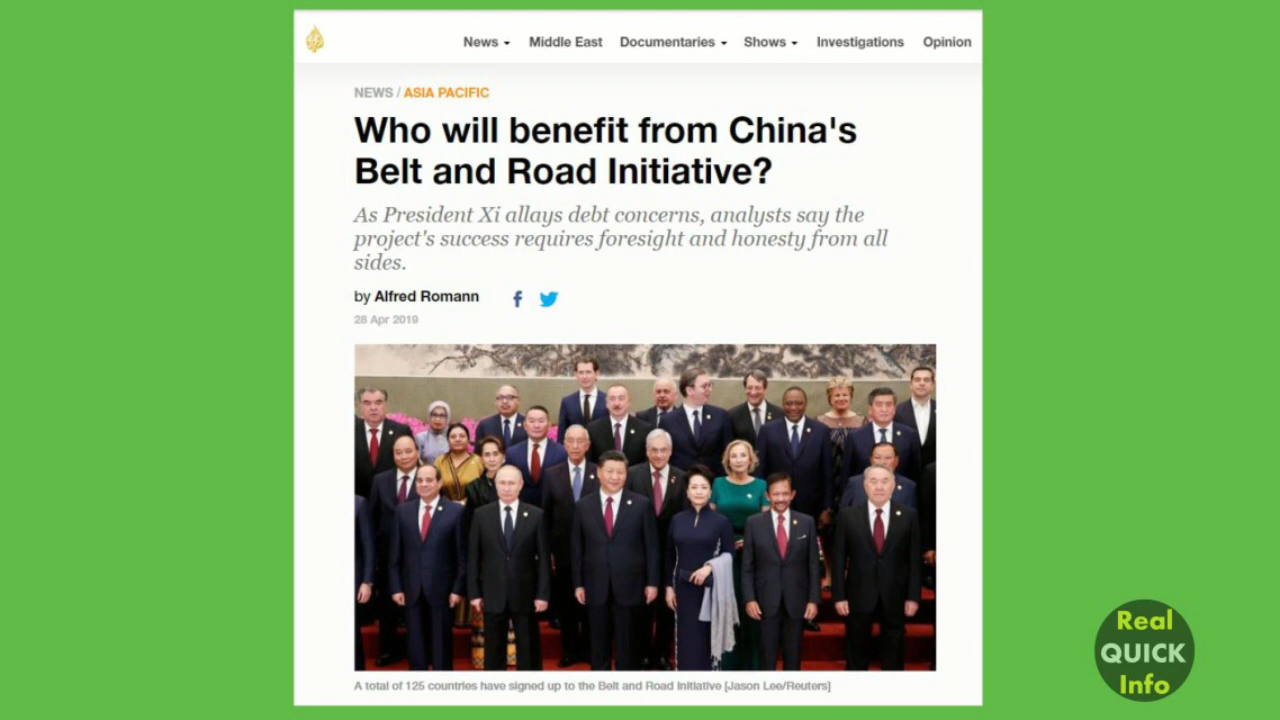 News Middle East Documentaries Shows Investigations Opinion
NEWS / ASIA PACIFIC
Who will benefit from China's
Belt and Road Initiative?
As President Xi allays debt concerns, analysts say the
project's success requires foresight and honesty from all
sides.
by Alfred Romann
28 Apr 2019
A total of 125 countries have signed up to the Belt and Road Initiative [Jason Lee/Reuters]
Real
QUICK
Info